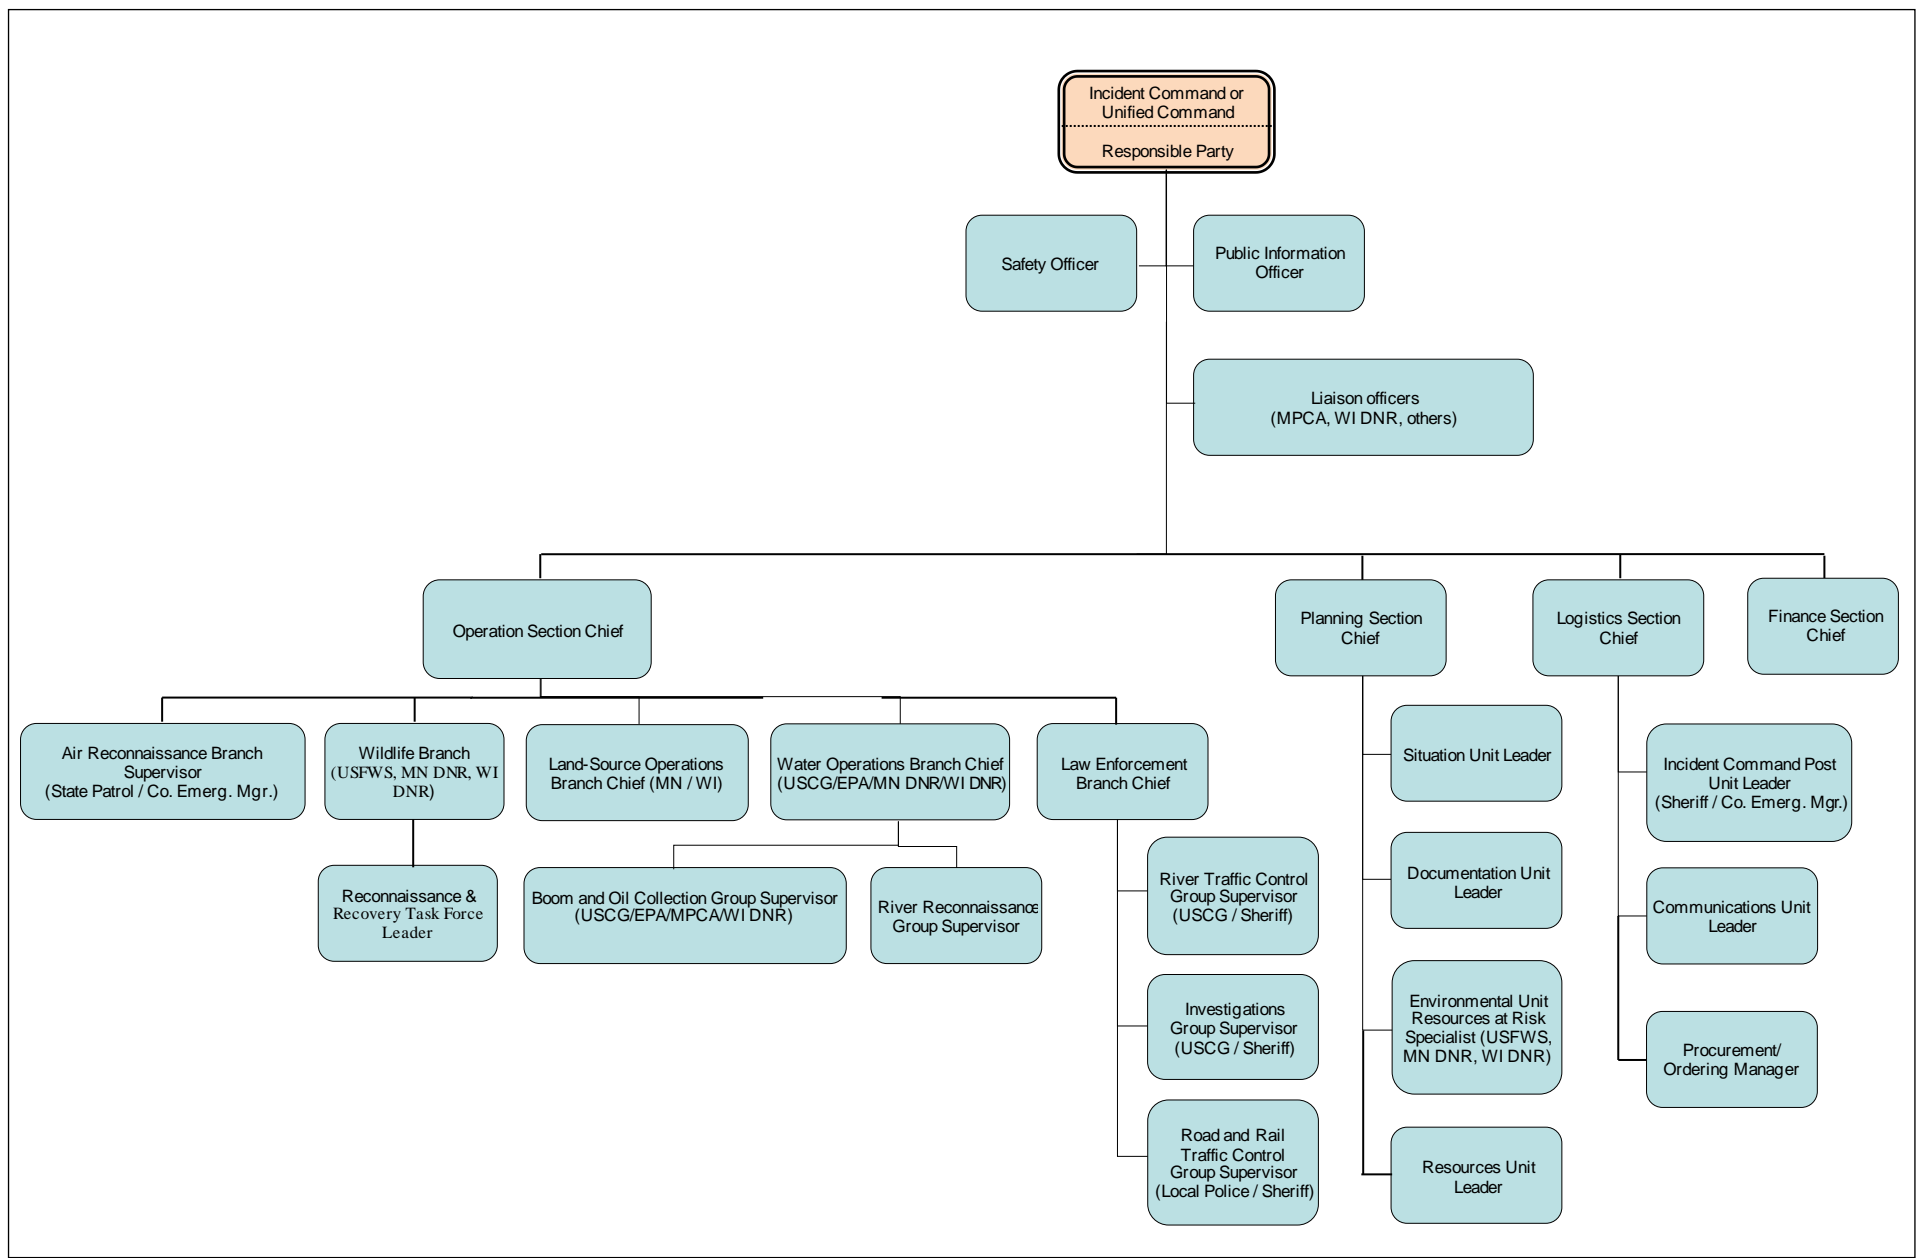 Incident Command or
Unified Command
Responsible Party
Safety Officer
Public Information
Officer
Liaison officers
(MPCA, WI DNR, others)
Operation Section Chief
Planning Section
Chief
Logistics Section
Chief
Finance Section
Chief
Air Reconnaissance Branch
Supervisor
(State Patrol / Co. Emerg. Mgr.)
Wildlife Branch
(USFWS, MN DNR, WI
DNR)
Land-Source Operations
Branch Chief (MN / WI)
Water Operations Branch Chief
(USCG/EPA/MN DNR/WI DNR)
Law Enforcement
Branch Chief
Reconnaissance &
Recovery Task Force
Leader
Boom and Oil Collection Group Supervisor
(USCG/EPA/MPCA/WI DNR)
River Reconnaissance
Group Supervisor
River Traffic Control
Group Supervisor
(USCG / Sheriff)
Investigations
Group Supervisor
(USCG / Sheriff)
Road and Rail
Traffic Control
Group Supervisor
(Local Police / Sheriff)
Situation Unit Leader
Documentation Unit
Leader
Environmental Unit
Resources at Risk
Specialist (USFWS,
MN DNR, WI DNR)
Resources Unit
Leader
Incident Command Post
Unit Leader
(Sheriff / Co. Emerg. Mgr.)
Communications Unit
Leader
Procurement/
Ordering Manager